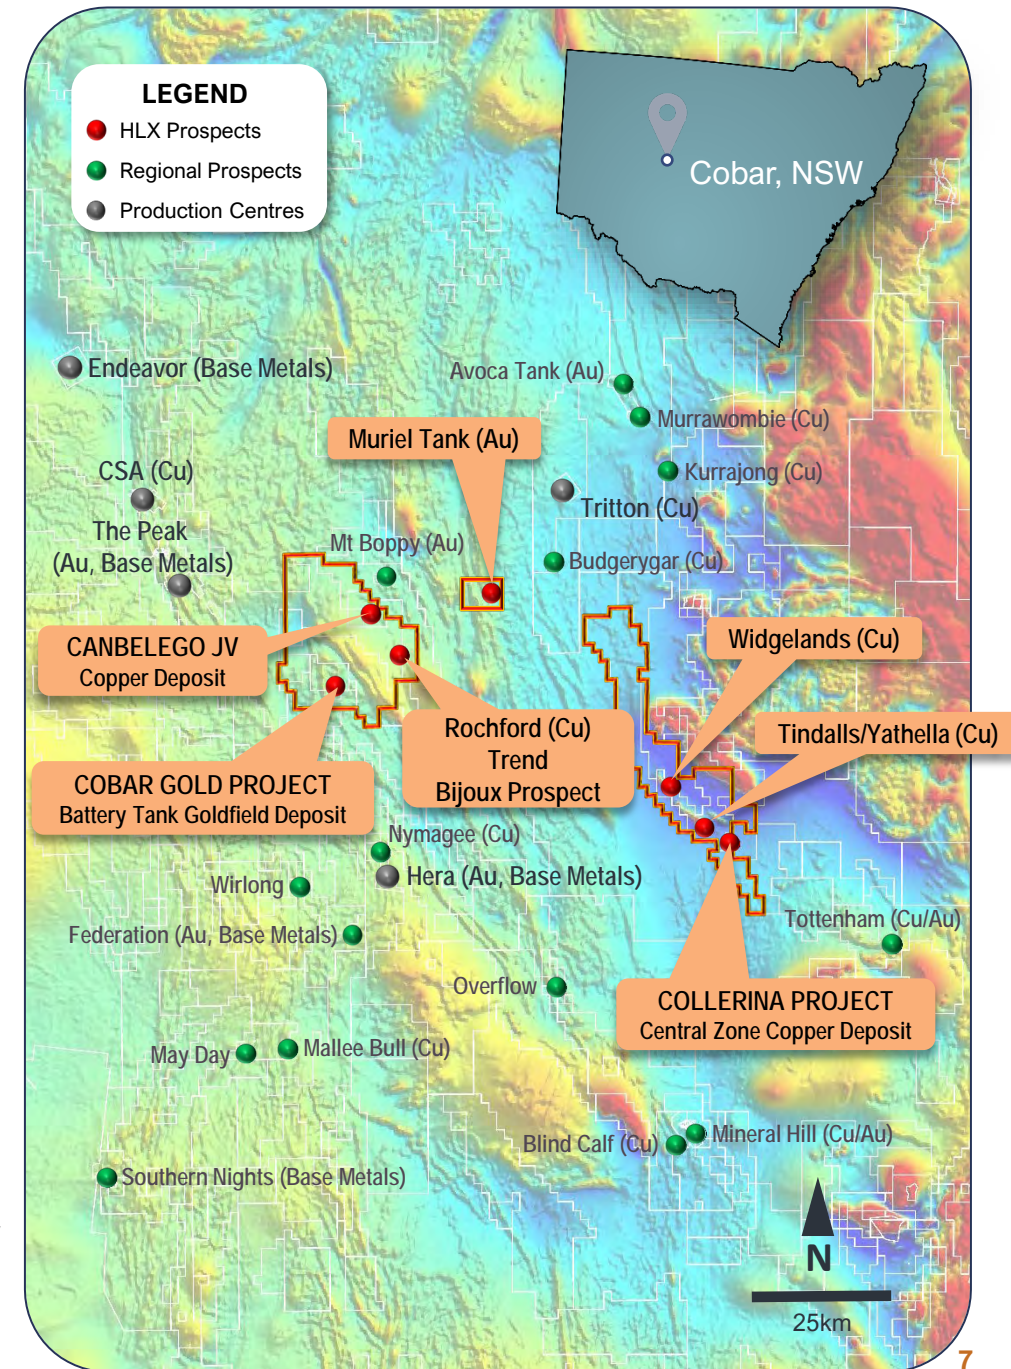 LEGEND
HLX Prospects
Regional Prospects
Production Centres
Cobar, NSW
Endeavor (Base Metals)
Avoca Tank (Au)
Murrawombie (Cu)
Muriel Tank (Au)
CSA (Cu)
Kurrajong (Cu)
Tritton (Cu)
The Peak
(Au, Base Metals)
Mt Boppy (Au)
Budgerygar (Cu)
CANBELEGO JV
Copper Deposit
Widgelands (Cu)
Rochford (Cu)
Trend
Bijoux Prospect
Tindalls/Yathella (Cu)
COBAR GOLD PROJECT
Battery Tank Goldfield Deposit
Nymagee (Cu)
Hera (Au, Base Metals)
Wirlong
Federation (Au, Base Metals)
Tottenham (Cu/Au)
Overflow
COLLERINA PROJECT
Central Zone Copper Deposit
May Day
Mallee Bull (Cu)
Blind Calf (Cu)
Mineral Hill (Cu/Au)
Southern Nights (Base Metals)
N
25km
7